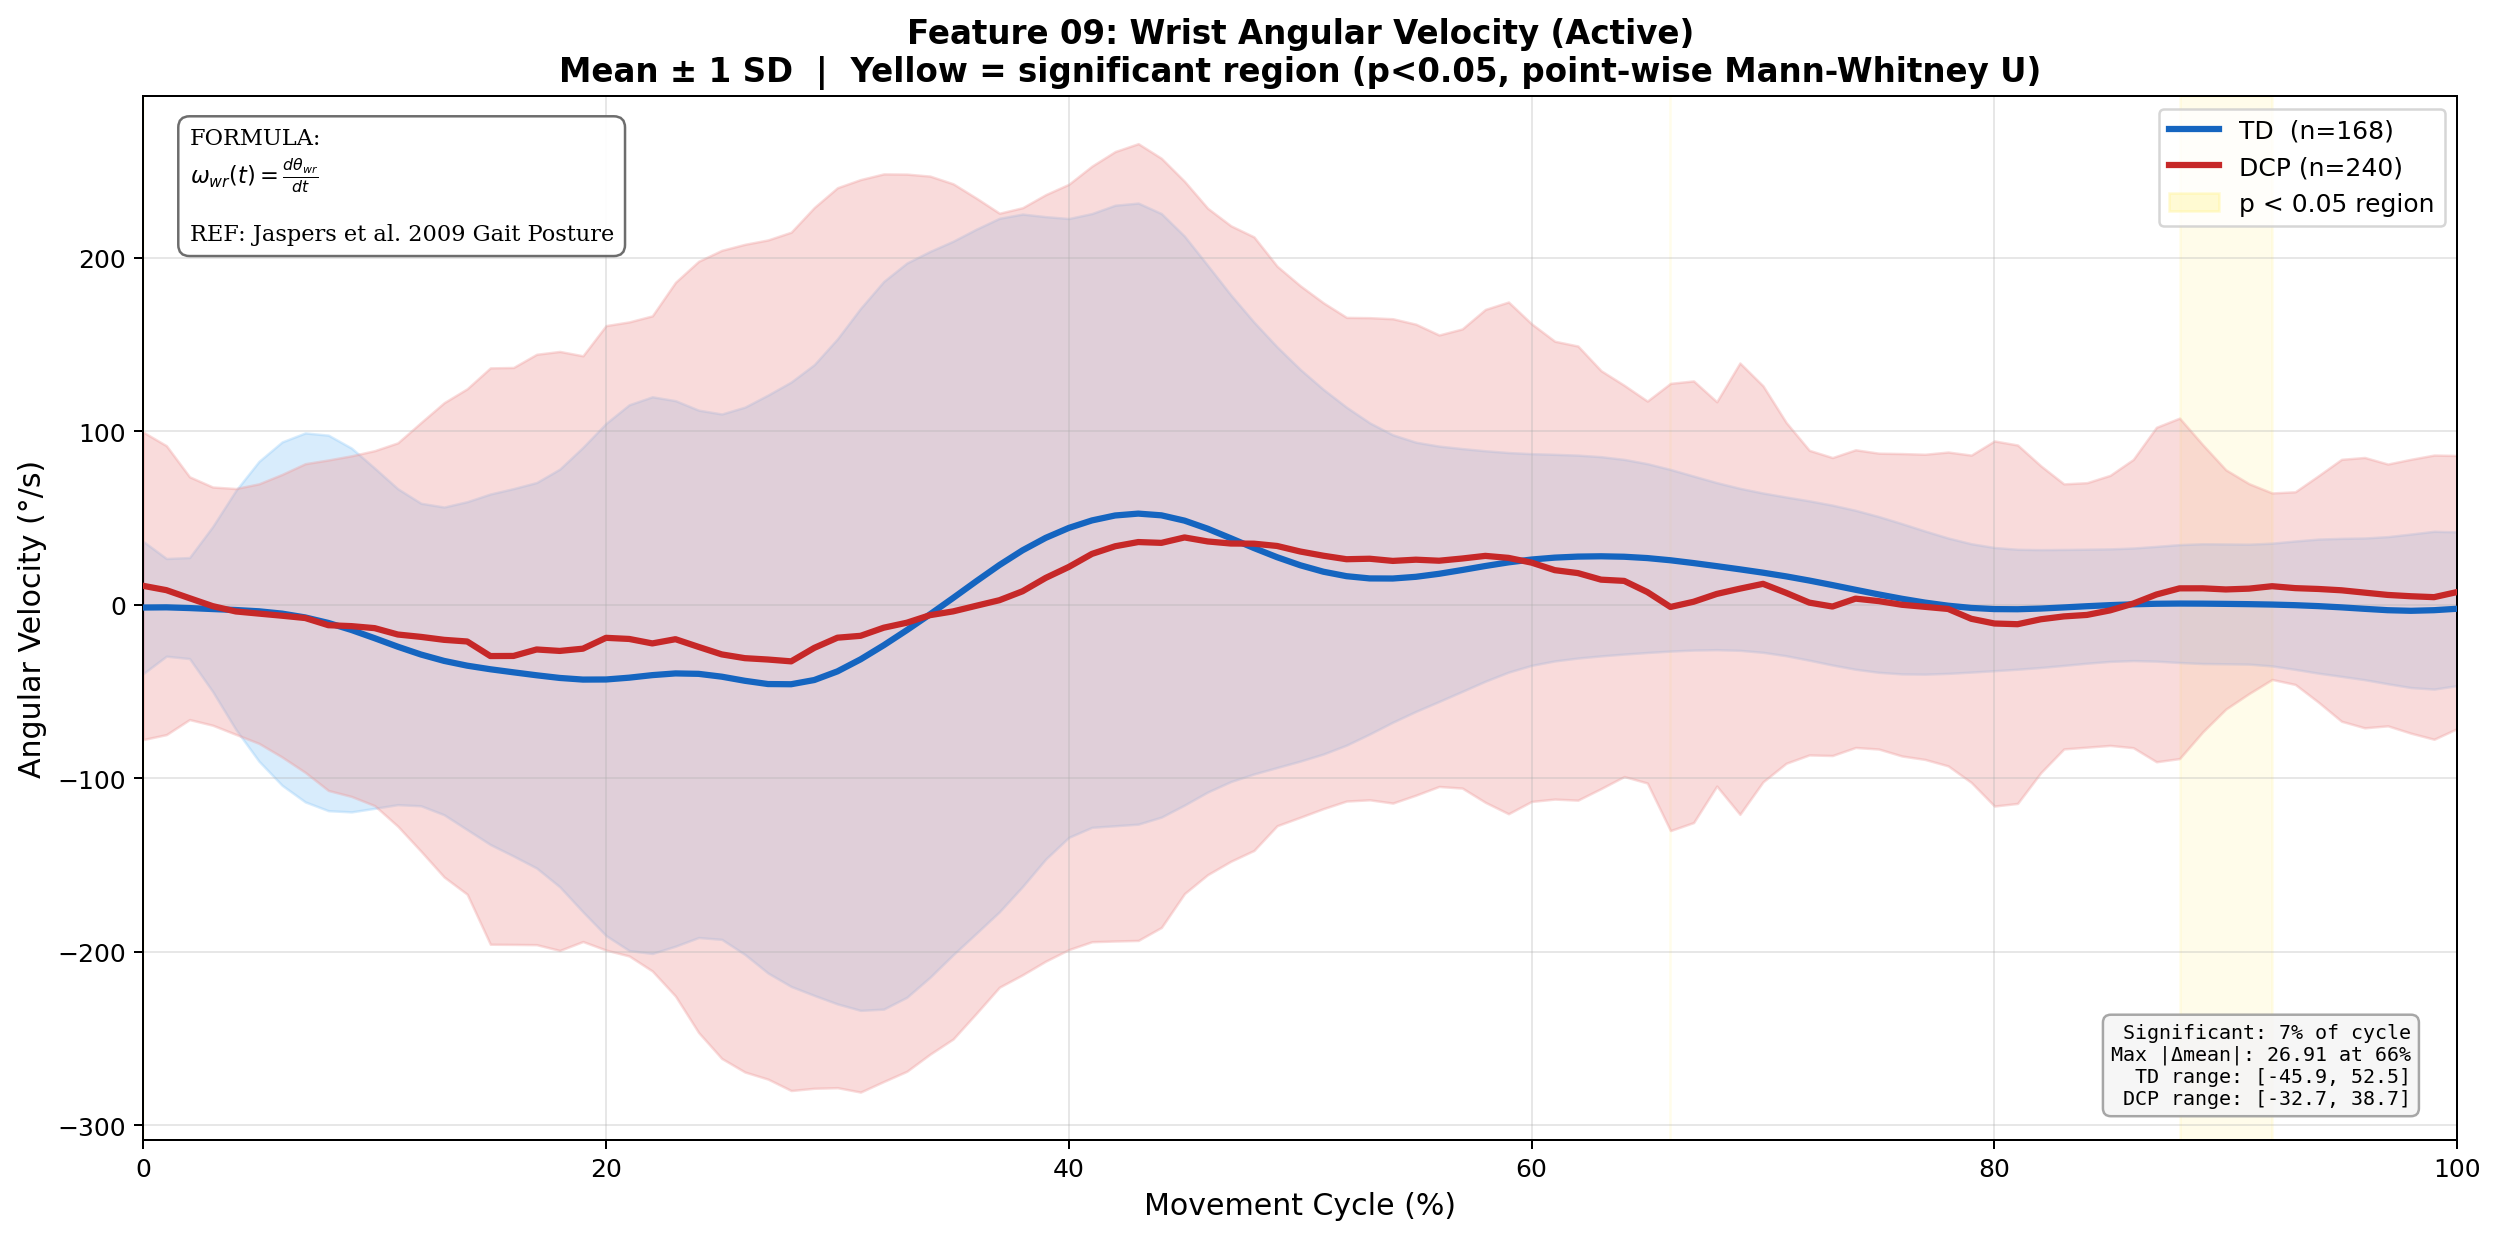 Feature 09: Wrist Angular Velocity (Active)
Mean ± 1 SD | Yellow = significant region (p<0.05, point-wise Mann-Whitney U)
FORMULA:
ω_wr(t) = dθ_wr/dt
REF: Jaspers et al. 2009 Gait Posture
TD (n=168)
DCP (n=240)
p < 0.05 region
Angular Velocity (°/s)
200
100
0
−100
−200
−300
Significant: 7% of cycle
Max |Δmean|: 26.91 at 66%
TD range: [-45.9, 52.5]
DCP range: [-32.7, 38.7]
0 20 40 60 80 100
Movement Cycle (%)